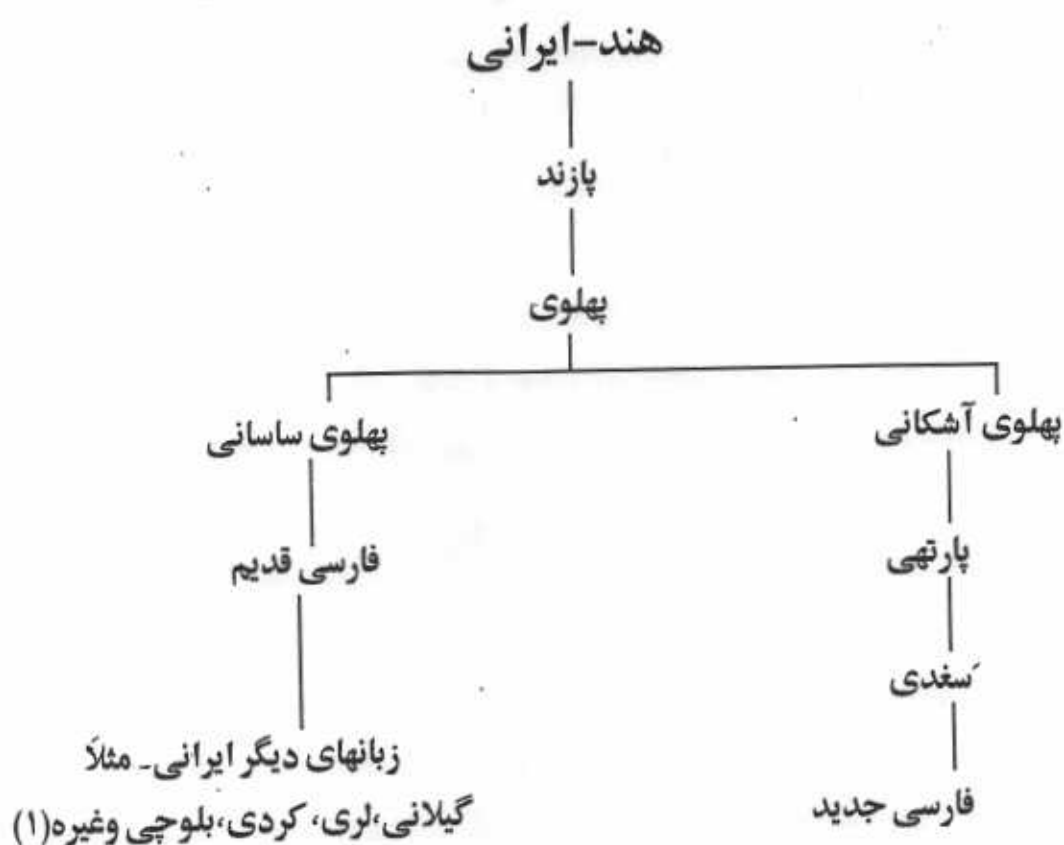 هند-ایرانی
پازند
پهلوی
پهلوی آشکانی
پهلوی ساسانی
پارتهی
فارسی قدیم
َسغدی
زبانهای دیگر ایرانی۔ مثلاً
فارسی جدید
گیلانی،لری، کردی،بلوچی وغیره(۱)